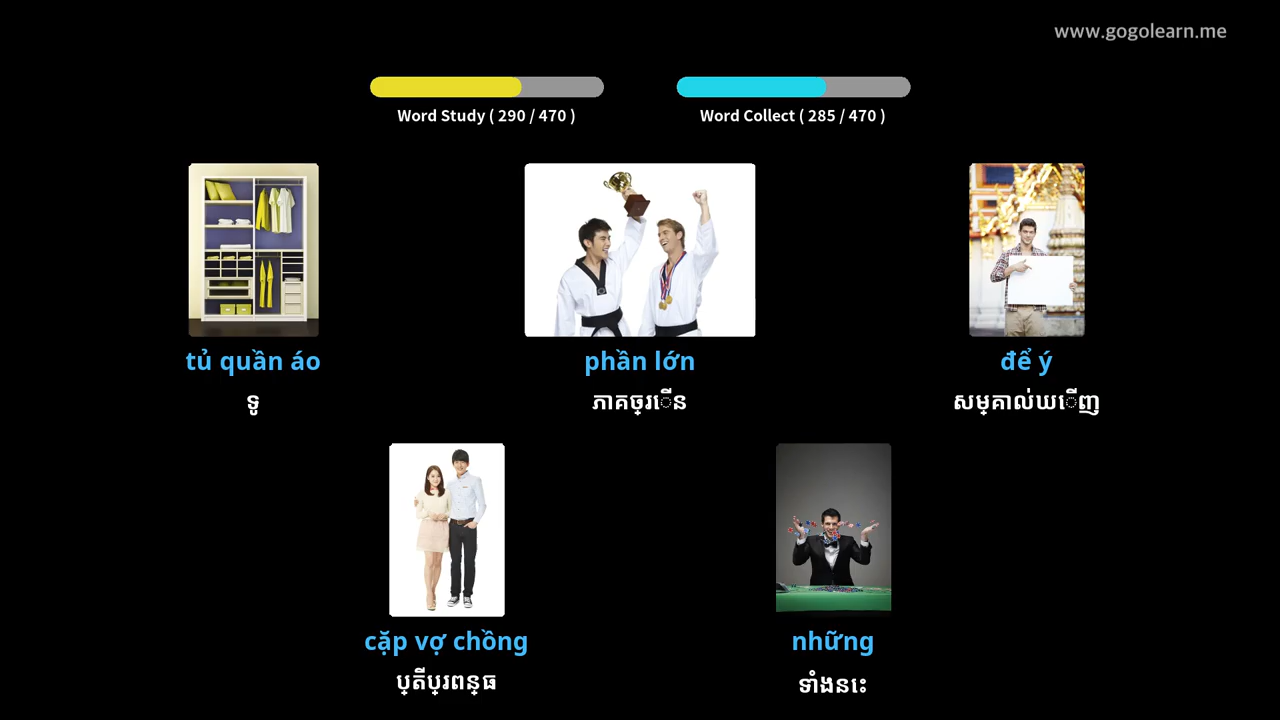 www.gogolearn.me
Word Study ( 290 / 470 )
Word Collect ( 285 / 470 )
tủ quần áo
ទូ
phần lớn
ភាគច្រើន
để ý
សម្គាល់ឃើញ
cặp vợ chồng
ប្តីប្រពន្ធ
những
ទាំងនេះ